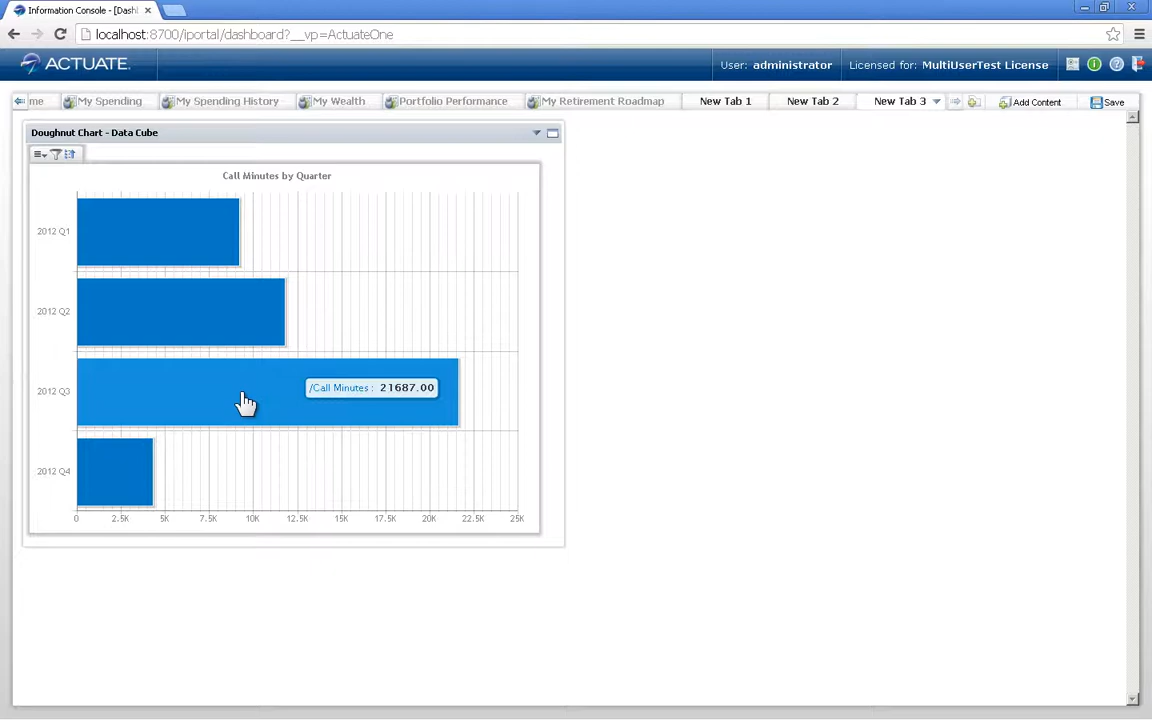 Information Console - [Dash
localhost:8700/iportal/dashboard?__vp=ActuateOne
ACTUATE.
User: administrator
Licensed for: MultiUserTest License
me
My Spending
My Spending History
My Wealth
Portfolio Performance
My Retirement Roadmap
New Tab 1
New Tab 2
New Tab 3
Add Content
Save
Doughnut Chart - Data Cube
Call Minutes by Quarter
2012 Q1
2012 Q2
2012 Q3
/Call Minutes : 21687.00
2012 Q4
0 2.5K 5K 7.5K 10K 12.5K 15K 17.5K 20K 22.5K 25K